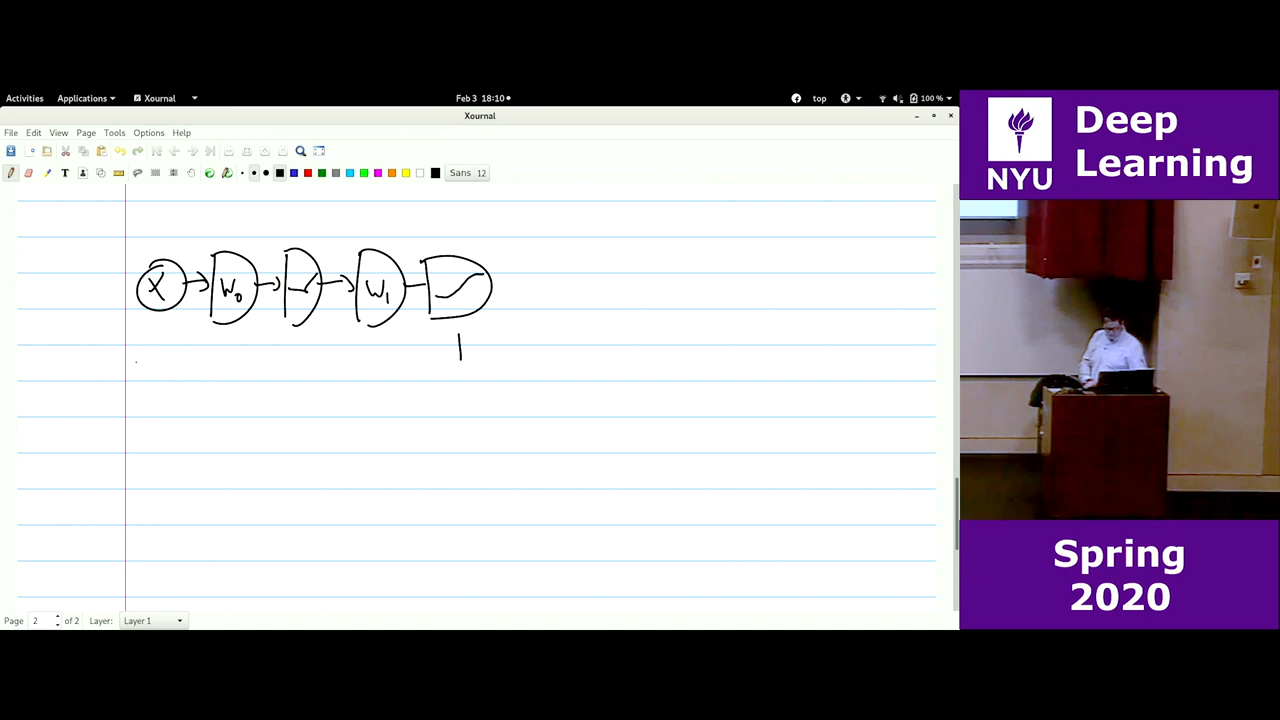 Activities Applications Xournal Feb 3 18:10 top 100 %
Xournal
File Edit View Page Tools Options Help
Sans 12
X W₀ W₁
Page 2 of 2 Layer: Layer 1
NYU
Deep
Learning
Spring
2020